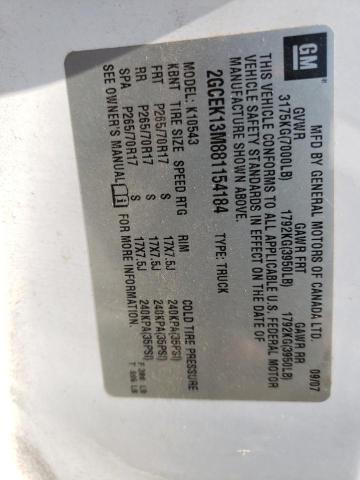 GM
MFD BY GENERAL MOTORS OF CANADA LTD. 09/07
GVWR GAWR FRT GAWR RR
3175KG(7000LB) 1792KG(3950LB) 1792KG(3950LB)
THIS VEHICLE CONFORMS TO ALL APPLICABLE U.S. FEDERAL MOTOR
VEHICLE SAFETY STANDARDS IN EFFECT ON THE DATE OF
MANUFACTURE SHOWN ABOVE.
2GCEK13M881154184 TYPE: TRUCK
MODEL: K10543
KBNT TIRE SIZE SPEED RTG RIM COLD TIRE PRESSURE
FRT P265/70R17 S 17X7.5J 240KPA(35PSI)
RR P265/70R17 S 17X7.5J 240KPA(35PSI)
SPA P265/70R17 S 17X7.5J 240KPA(35PSI)
SEE OWNER'S MANUAL FOR MORE INFORMATION.